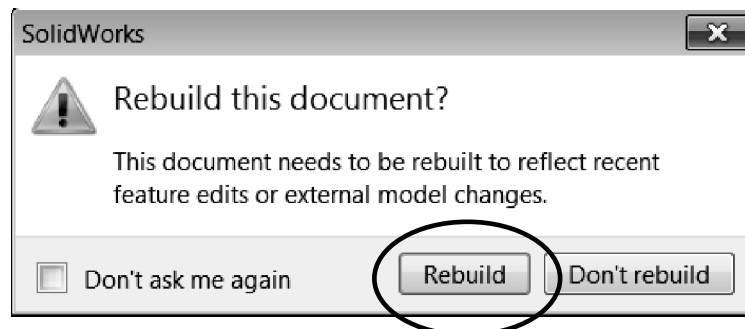 SolidWorks
Rebuild this document?
This document needs to be rebuilt to reflect recent
feature edits or external model changes.
Don't ask me again
Rebuild
Don't rebuild